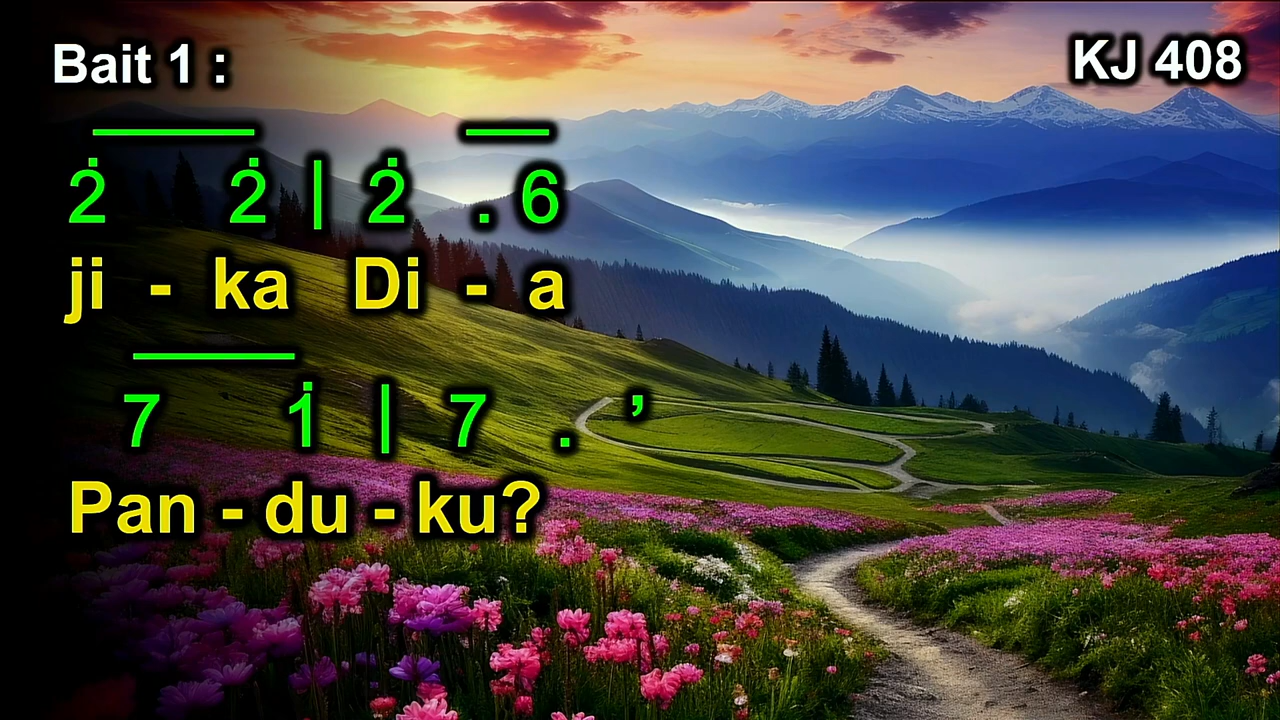 Bait 1 :
KJ 408
2̇ 2̇ | 2̇ . 6
ji - ka Di - a
7 1̇ | 7 . ’
Pan - du - ku?